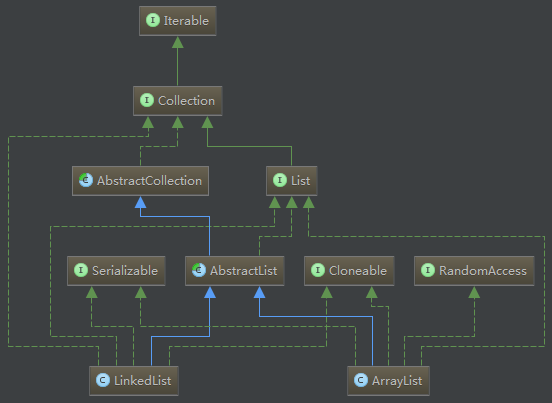 I Iterable
I Collection
C AbstractCollection
I List
I Serializable
C AbstractList
I Cloneable
I RandomAccess
C LinkedList
C ArrayList